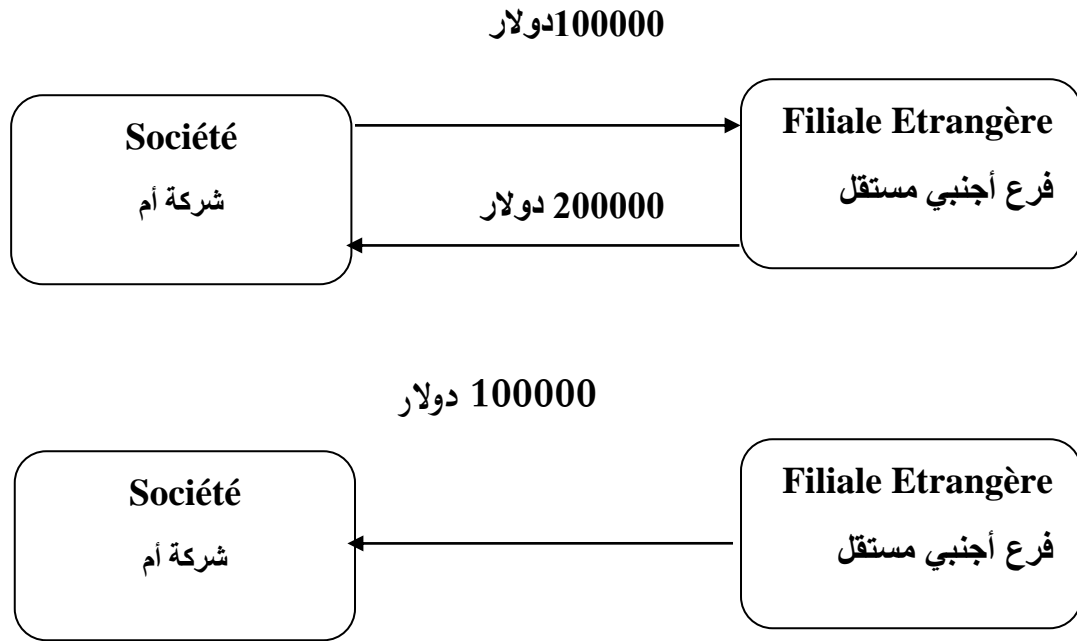 100000دولار
Société
شركة أم
Filiale Etrangère
فرع أجنبي مستقل
200000 دولار
100000 دولار
Société
شركة أم
Filiale Etrangère
فرع أجنبي مستقل